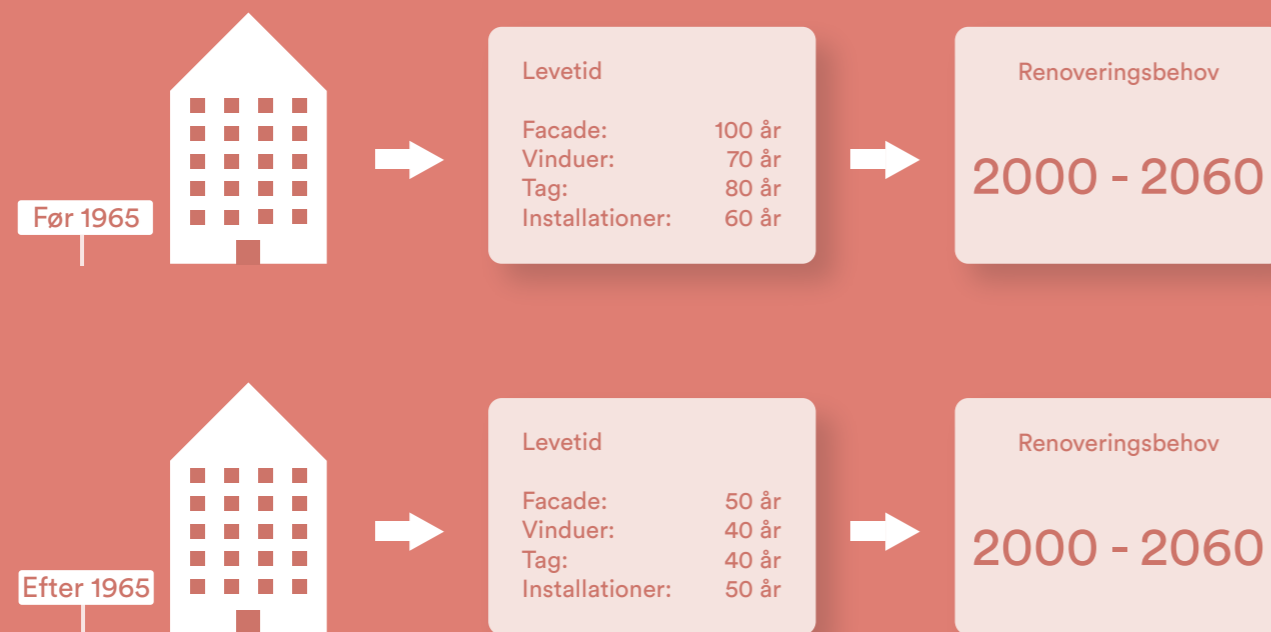 Før 1965
Levetid
Facade: 100 år
Vinduer: 70 år
Tag: 80 år
Installationer: 60 år
Renoveringsbehov
2000 - 2060
Efter 1965
Levetid
Facade: 50 år
Vinduer: 40 år
Tag: 40 år
Installationer: 50 år
Renoveringsbehov
2000 - 2060